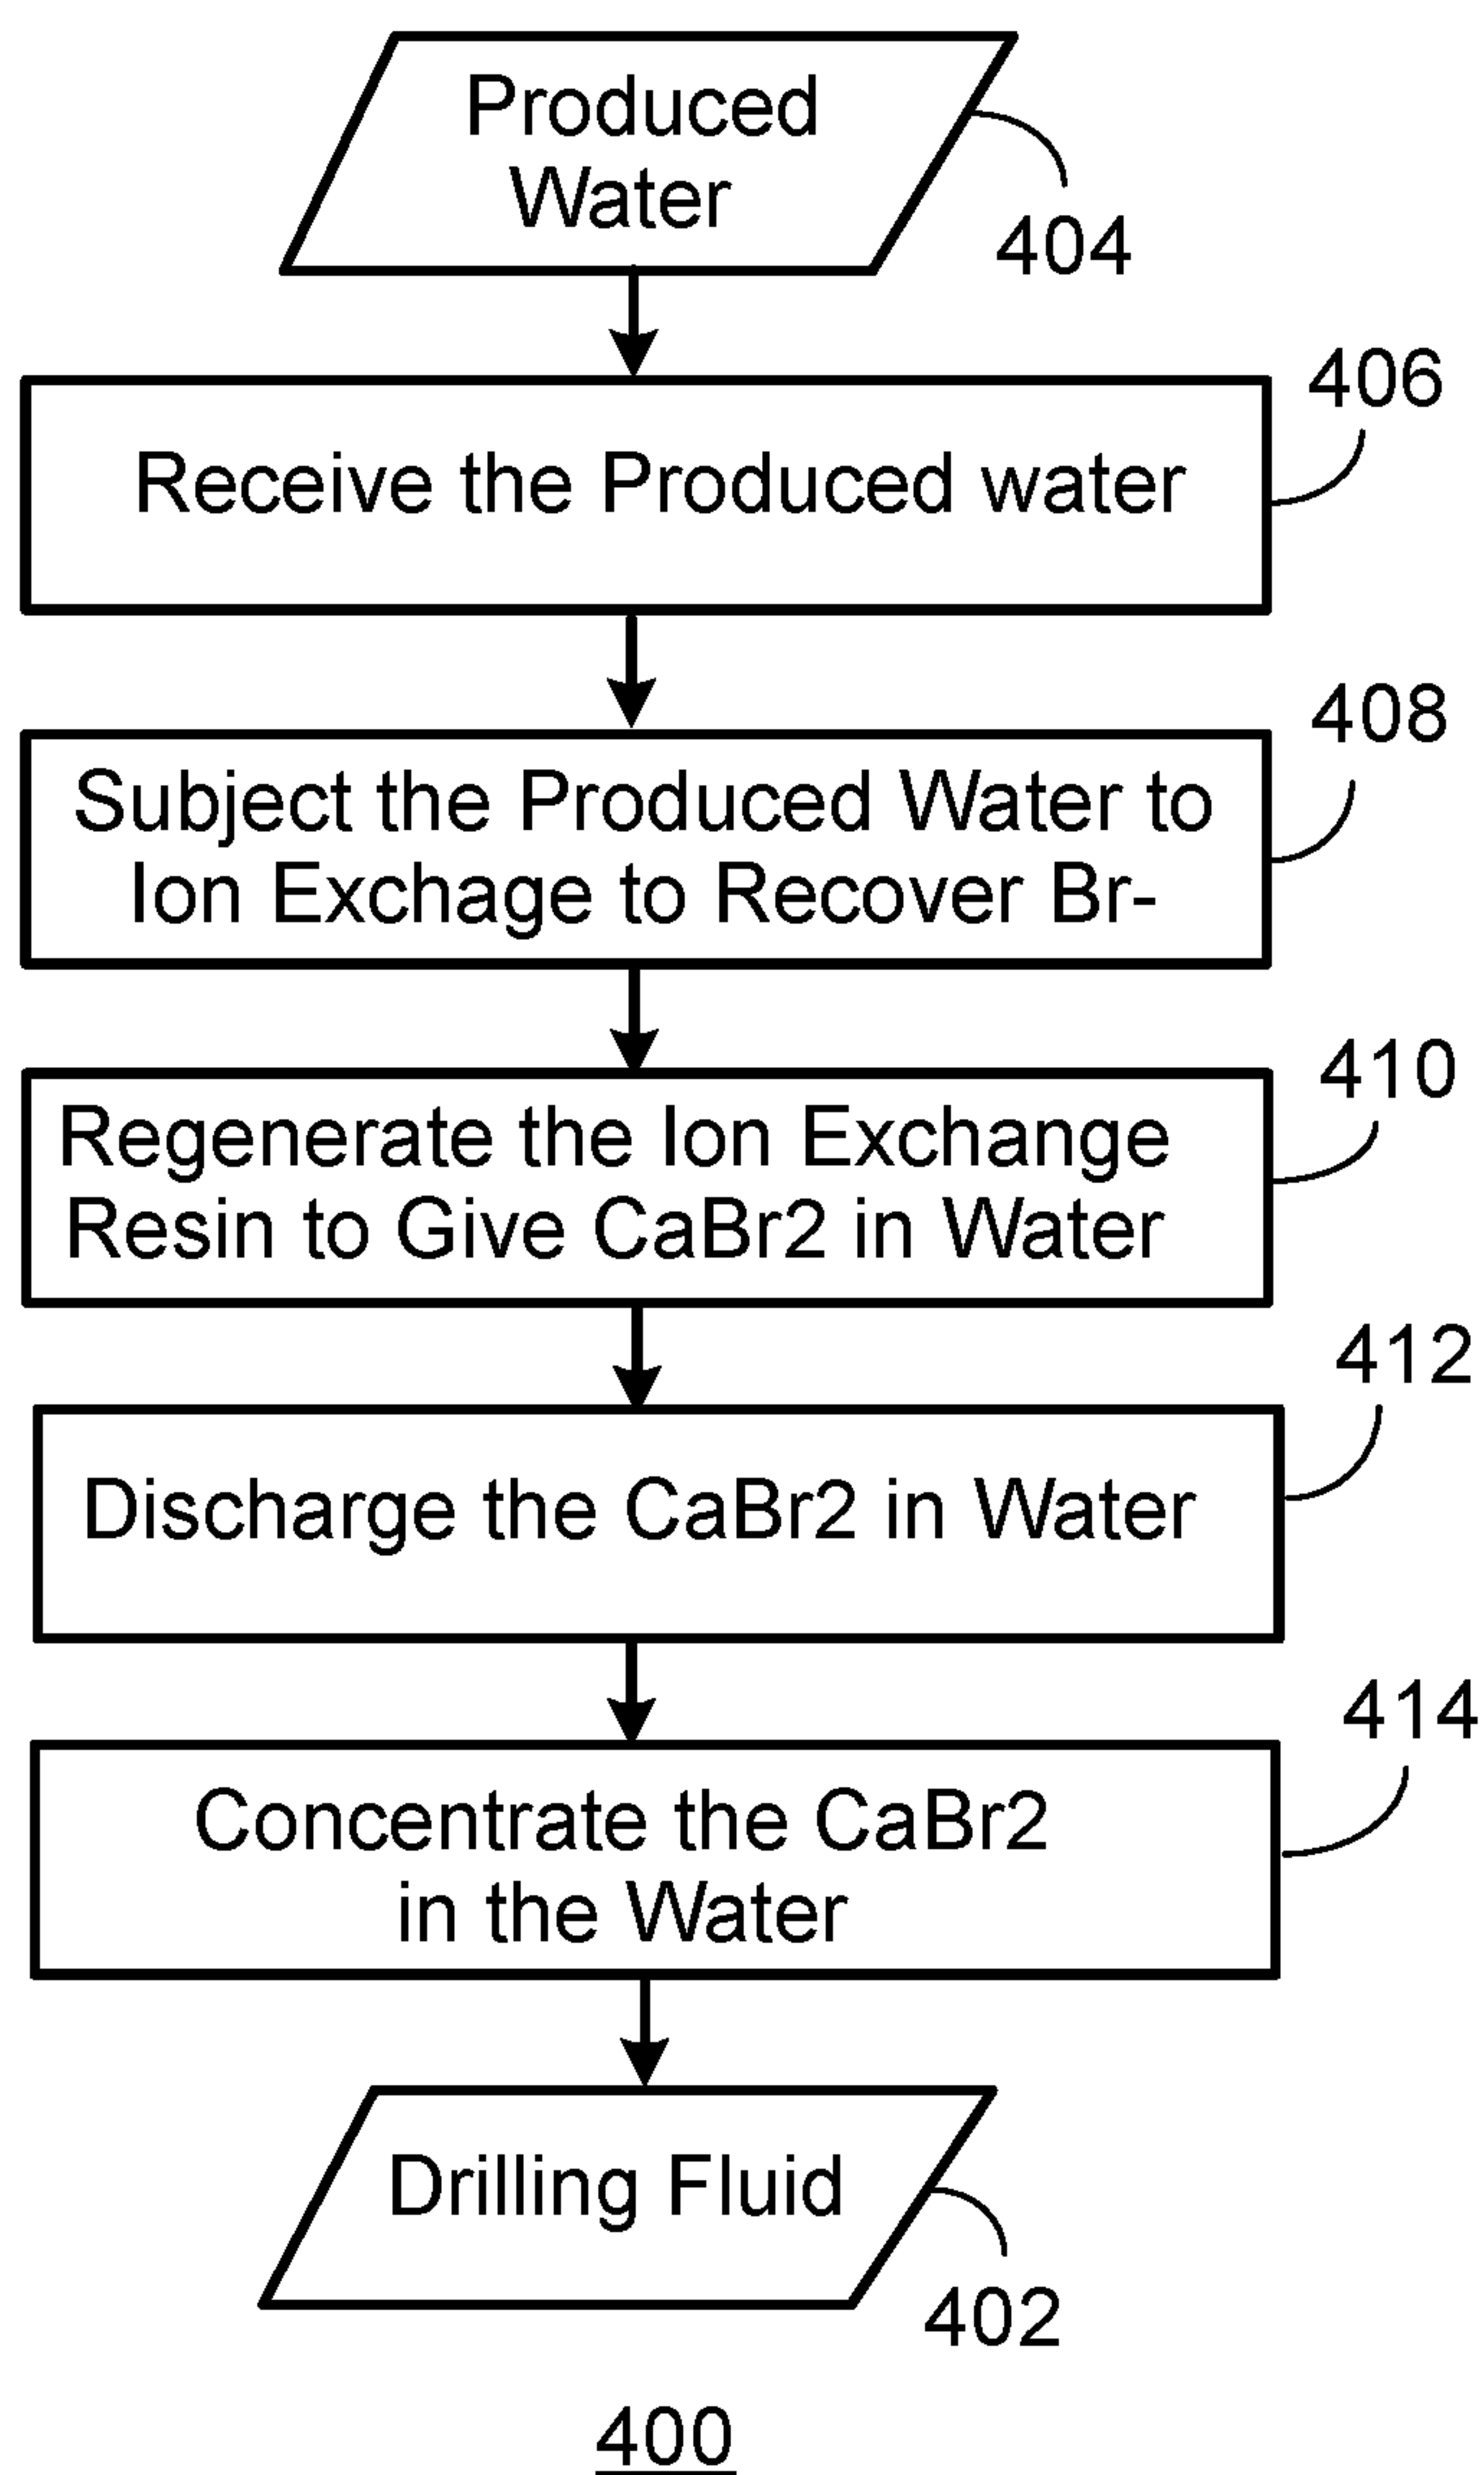 Produced
Water
404
406
Receive the Produced water
408
Subject the Produced Water to
Ion Exchage to Recover Br-
410
Regenerate the Ion Exchange
Resin to Give CaBr2 in Water
412
Discharge the CaBr2 in Water
414
Concentrate the CaBr2
in the Water
Drilling Fluid
402
400